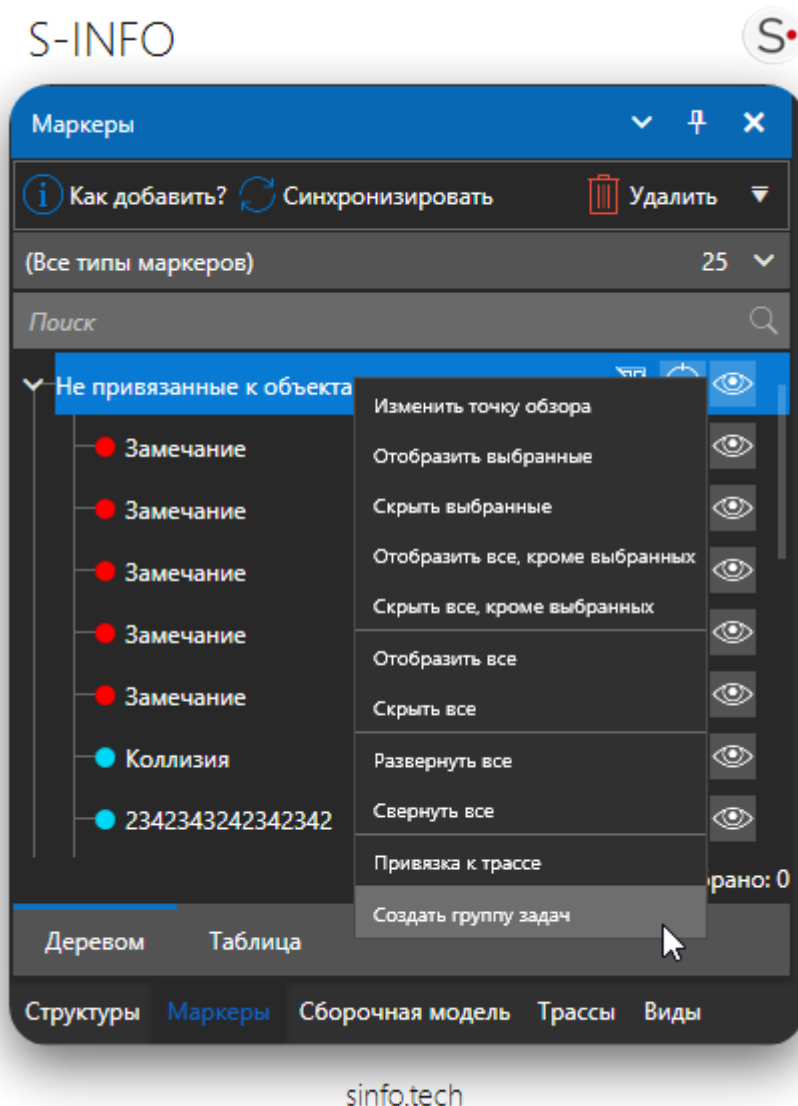 S-INFO
S
Маркеры
Как добавить? Синхронизировать Удалить
(Все типы маркеров) 25
Поиск
Не привязанные к объекта
Замечание
Замечание
Замечание
Замечание
Замечание
Коллизия
2342343242342342
Изменить точку обзора
Отобразить выбранные
Скрыть выбранные
Отобразить все, кроме выбранных
Скрыть все, кроме выбранных
Отобразить все
Скрыть все
Развернуть все
Свернуть все
Привязка к трассе
Создать группу задач
брано: 0
Деревом Таблица
Структуры Маркеры Сборочная модель Трассы Виды
sinfo.tech